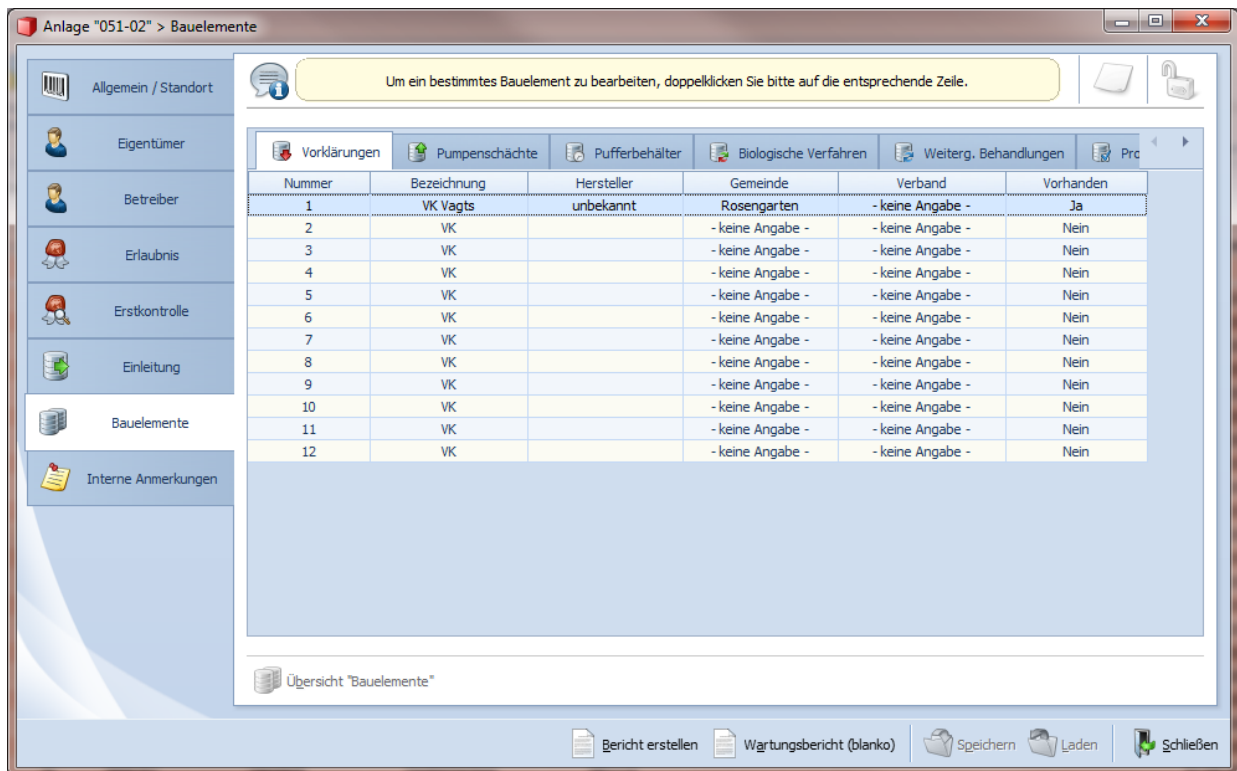 Anlage "051-02" > Bauelemente
Allgemein / Standort
Eigentümer
Betreiber
Erlaubnis
Erstkontrolle
Einleitung
Bauelemente
Interne Anmerkungen
Um ein bestimmtes Bauelement zu bearbeiten, doppelklicken Sie bitte auf die entsprechende Zeile.
Vorklärungen Pumpenschächte Pufferbehälter Biologische Verfahren Weiterg. Behandlungen Pro
Nummer Bezeichnung Hersteller Gemeinde Verband Vorhanden
1 VK Vagts unbekannt Rosengarten - keine Angabe - Ja
2 VK - keine Angabe - - keine Angabe - Nein
3 VK - keine Angabe - - keine Angabe - Nein
4 VK - keine Angabe - - keine Angabe - Nein
5 VK - keine Angabe - - keine Angabe - Nein
6 VK - keine Angabe - - keine Angabe - Nein
7 VK - keine Angabe - - keine Angabe - Nein
8 VK - keine Angabe - - keine Angabe - Nein
9 VK - keine Angabe - - keine Angabe - Nein
10 VK - keine Angabe - - keine Angabe - Nein
11 VK - keine Angabe - - keine Angabe - Nein
12 VK - keine Angabe - - keine Angabe - Nein
Übersicht "Bauelemente"
Bericht erstellen Wartungsbericht (blanko) Speichern Laden Schließen